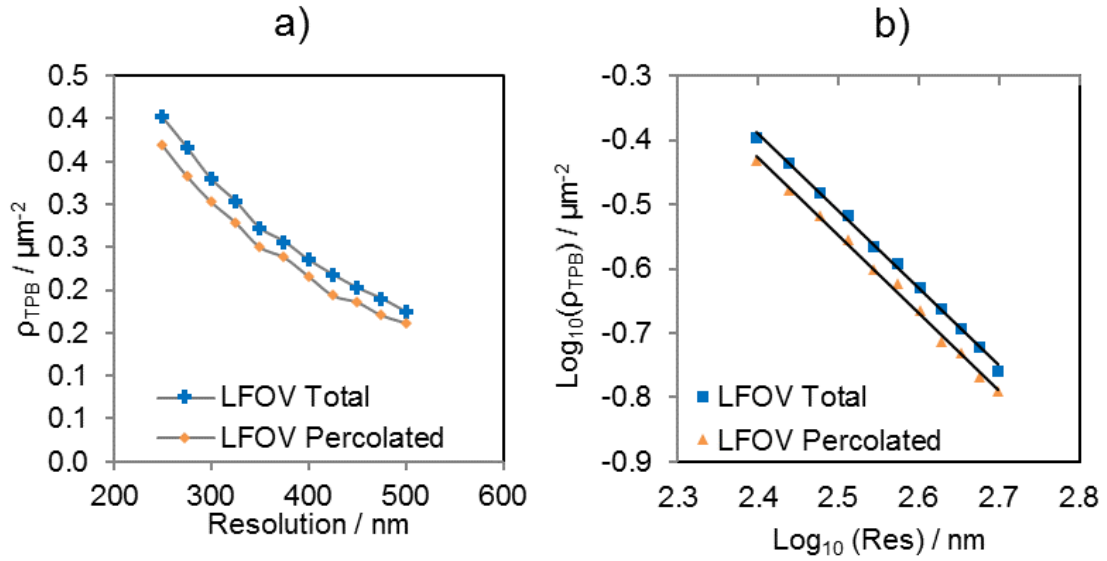 a)
0.5
0.4
0.4
0.3
0.3
0.2
0.2
0.1
0.1
0.0
ρTPB / µm-2
LFOV Total
LFOV Percolated
200 300 400 500 600
Resolution / nm
b)
-0.3
-0.4
-0.5
-0.6
-0.7
-0.8
-0.9
Log10(ρTPB) / µm-2
LFOV Total
LFOV Percolated
2.3 2.4 2.5 2.6 2.7 2.8
Log10 (Res) / nm